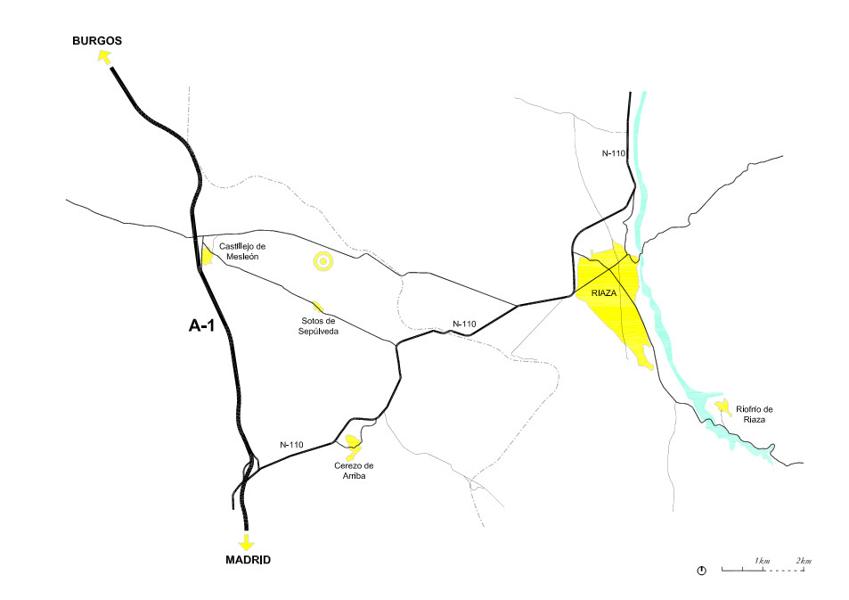 BURGOS
N-110
Castillejo de
Mesleón
A-1
Sotos de
Sepúlveda
N-110
RIAZA
Riofrío de
Riaza
N-110
Cerezo de
Arriba
MADRID
1km
2km